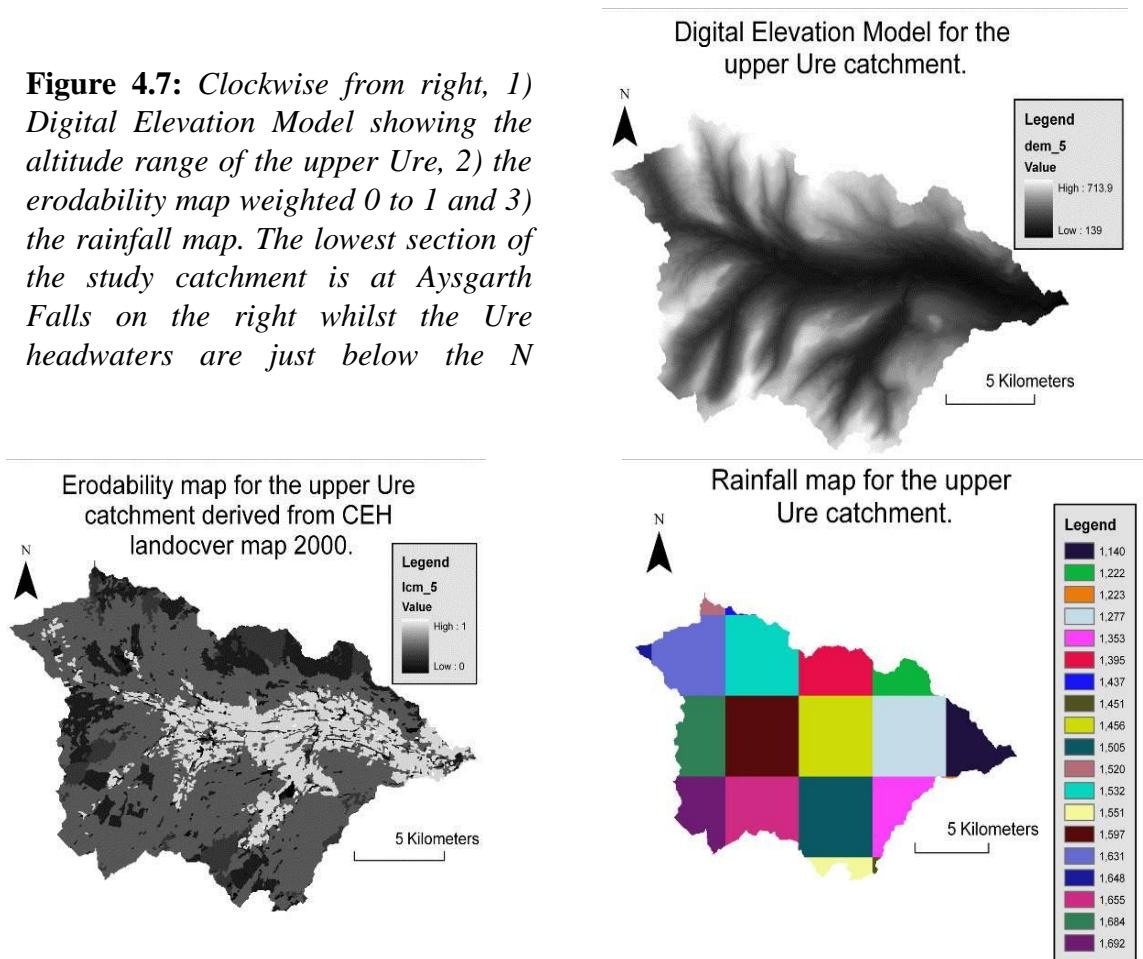 Figure 4.7: Clockwise from right, 1)
Digital Elevation Model showing the
altitude range of the upper Ure, 2) the
erodability map weighted 0 to 1 and 3)
the rainfall map. The lowest section of
the study catchment is at Aysgarth
Falls on the right whilst the Ure
headwaters are just below the N
Digital Elevation Model for the
upper Ure catchment.
N
Legend
dem_5
Value
High : 713.9
Low : 139
5 Kilometers
Erodability map for the upper Ure
catchment derived from CEH
landocver map 2000.
N
Legend
lcm_5
Value
High : 1
Low : 0
5 Kilometers
Rainfall map for the upper
Ure catchment.
N
Legend
1,140
1,222
1,223
1,277
1,353
1,395
1,437
1,451
1,456
1,505
1,520
1,532
1,551
1,597
1,631
1,648
1,655
1,684
1,692
5 Kilometers